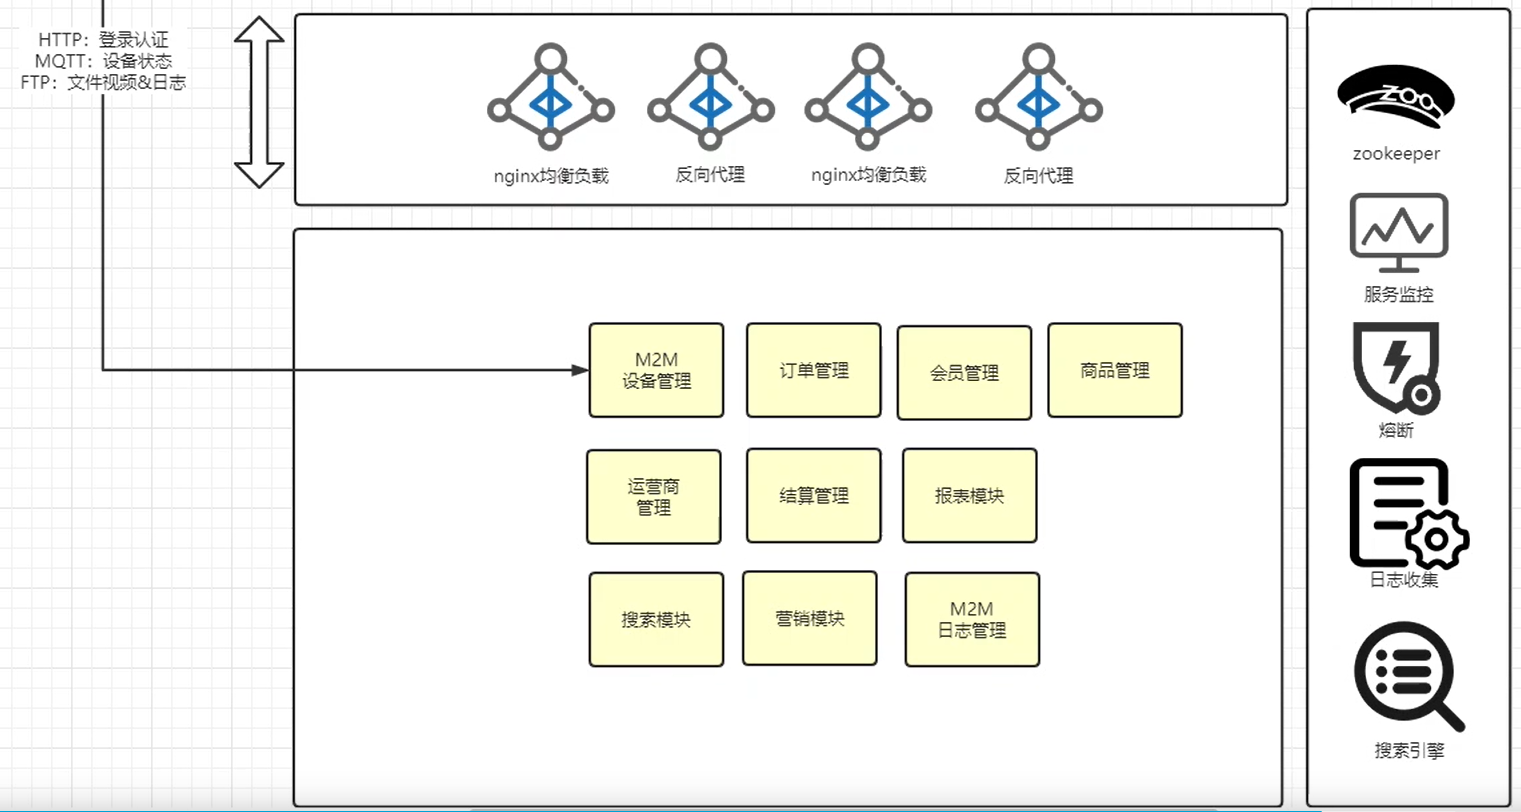 HTTP：登录认证
MQTT：设备状态
FTP：文件视频&日志
nginx均衡负载
反向代理
nginx均衡负载
反向代理
M2M
设备管理
订单管理
会员管理
商品管理
运营商
管理
结算管理
报表模块
搜索模块
营销模块
M2M
日志管理
ZOO
zookeeper
服务监控
熔断
日志收集
搜索引擎